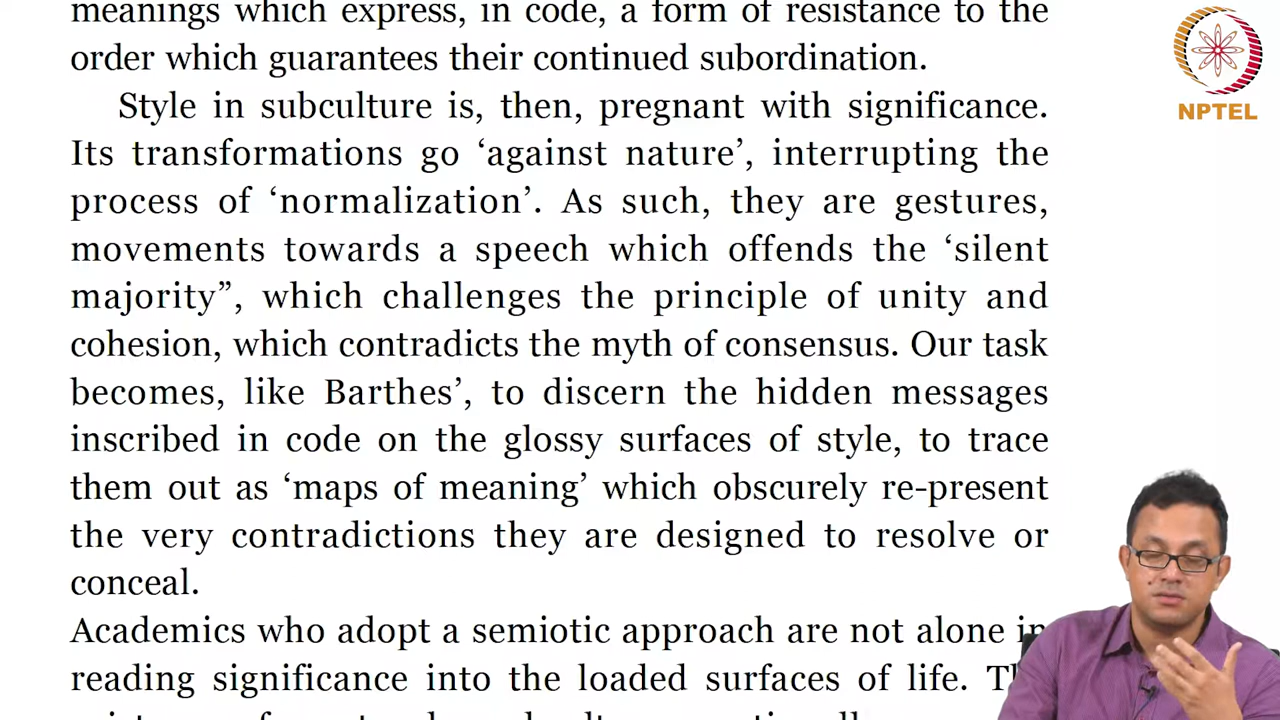 meanings which express, in code, a form of resistance to the
order which guarantees their continued subordination.
Style in subculture is, then, pregnant with significance.
Its transformations go ‘against nature’, interrupting the
process of ‘normalization’. As such, they are gestures,
movements towards a speech which offends the ‘silent
majority”, which challenges the principle of unity and
cohesion, which contradicts the myth of consensus. Our task
becomes, like Barthes’, to discern the hidden messages
inscribed in code on the glossy surfaces of style, to trace
them out as ‘maps of meaning’ which obscurely re-present
the very contradictions they are designed to resolve or
conceal.
Academics who adopt a semiotic approach are not alone in
reading significance into the loaded surfaces of life.
NPTEL